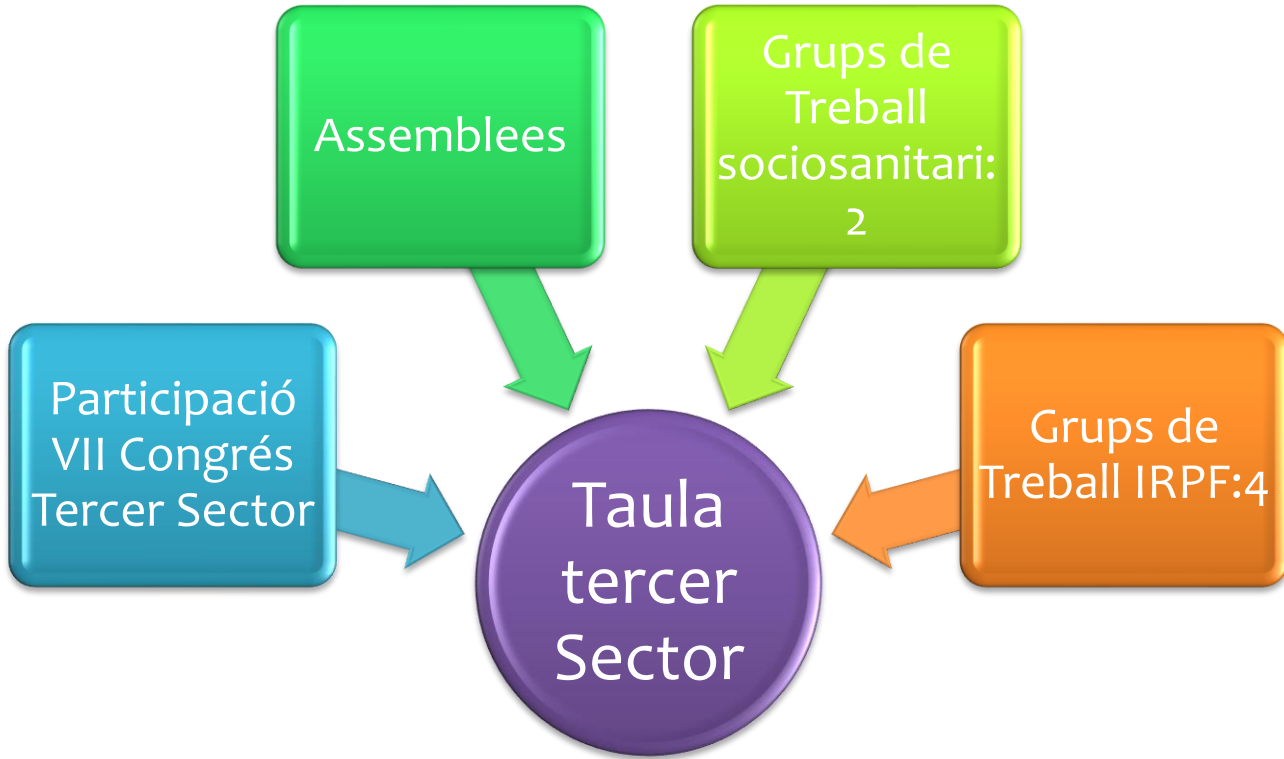 Assemblees
Grups de
Treball
sociosanitari:
2
Participació
VII Congrés
Tercer Sector
Grups de
Treball IRPF:4
Taula
tercer
Sector